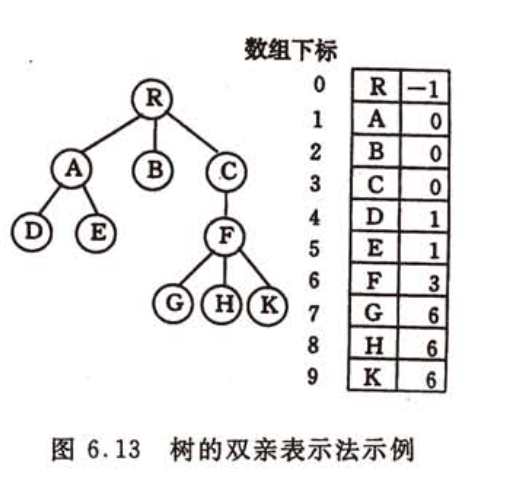 数组下标
0 R -1
1 A 0
2 B 0
3 C 0
4 D 1
5 E 1
6 F 3
7 G 6
8 H 6
9 K 6
R
A B C
D E F
G H K
图 6.13 树的双亲表示法示例